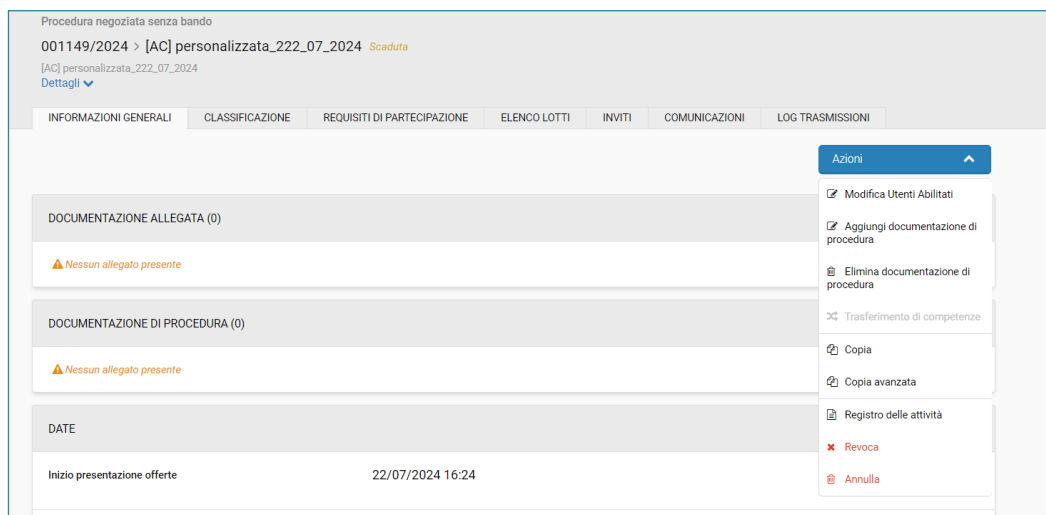 Procedura negoziata senza bando
001149/2024 > [AC] personalizzata_222_07_2024 Scaduta
[AC] personalizzata_222_07_2024
Dettagli
INFORMAZIONI GENERALI CLASSIFICAZIONE REQUISITI DI PARTECIPAZIONE ELENCO LOTTI INVITI COMUNICAZIONI LOG TRASMISSIONI
Azioni
Modifica Utenti Abilitati
Aggiungi documentazione di
procedura
Elimina documentazione di
procedura
Trasferimento di competenze
Copia
Copia avanzata
Registro delle attività
Revoca
Annulla
DOCUMENTAZIONE ALLEGATA (0)
Nessun allegato presente
DOCUMENTAZIONE DI PROCEDURA (0)
Nessun allegato presente
DATE
Inizio presentazione offerte 22/07/2024 16:24